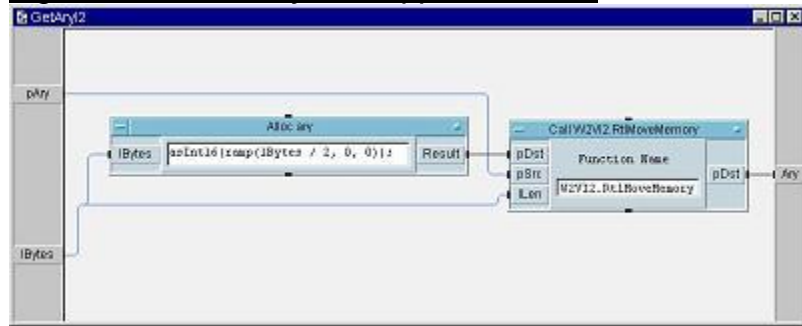 GetAryI2
pAry
Alloc ary
lBytes
asInt16(ramp(lBytes / 2, 0, 0));
Result
Call W2VI2.RtlMoveMemory
pDst
pSrc
lLen
Function Name
W2VI2.RtlMoveMemory
pDst
Ary
lBytes